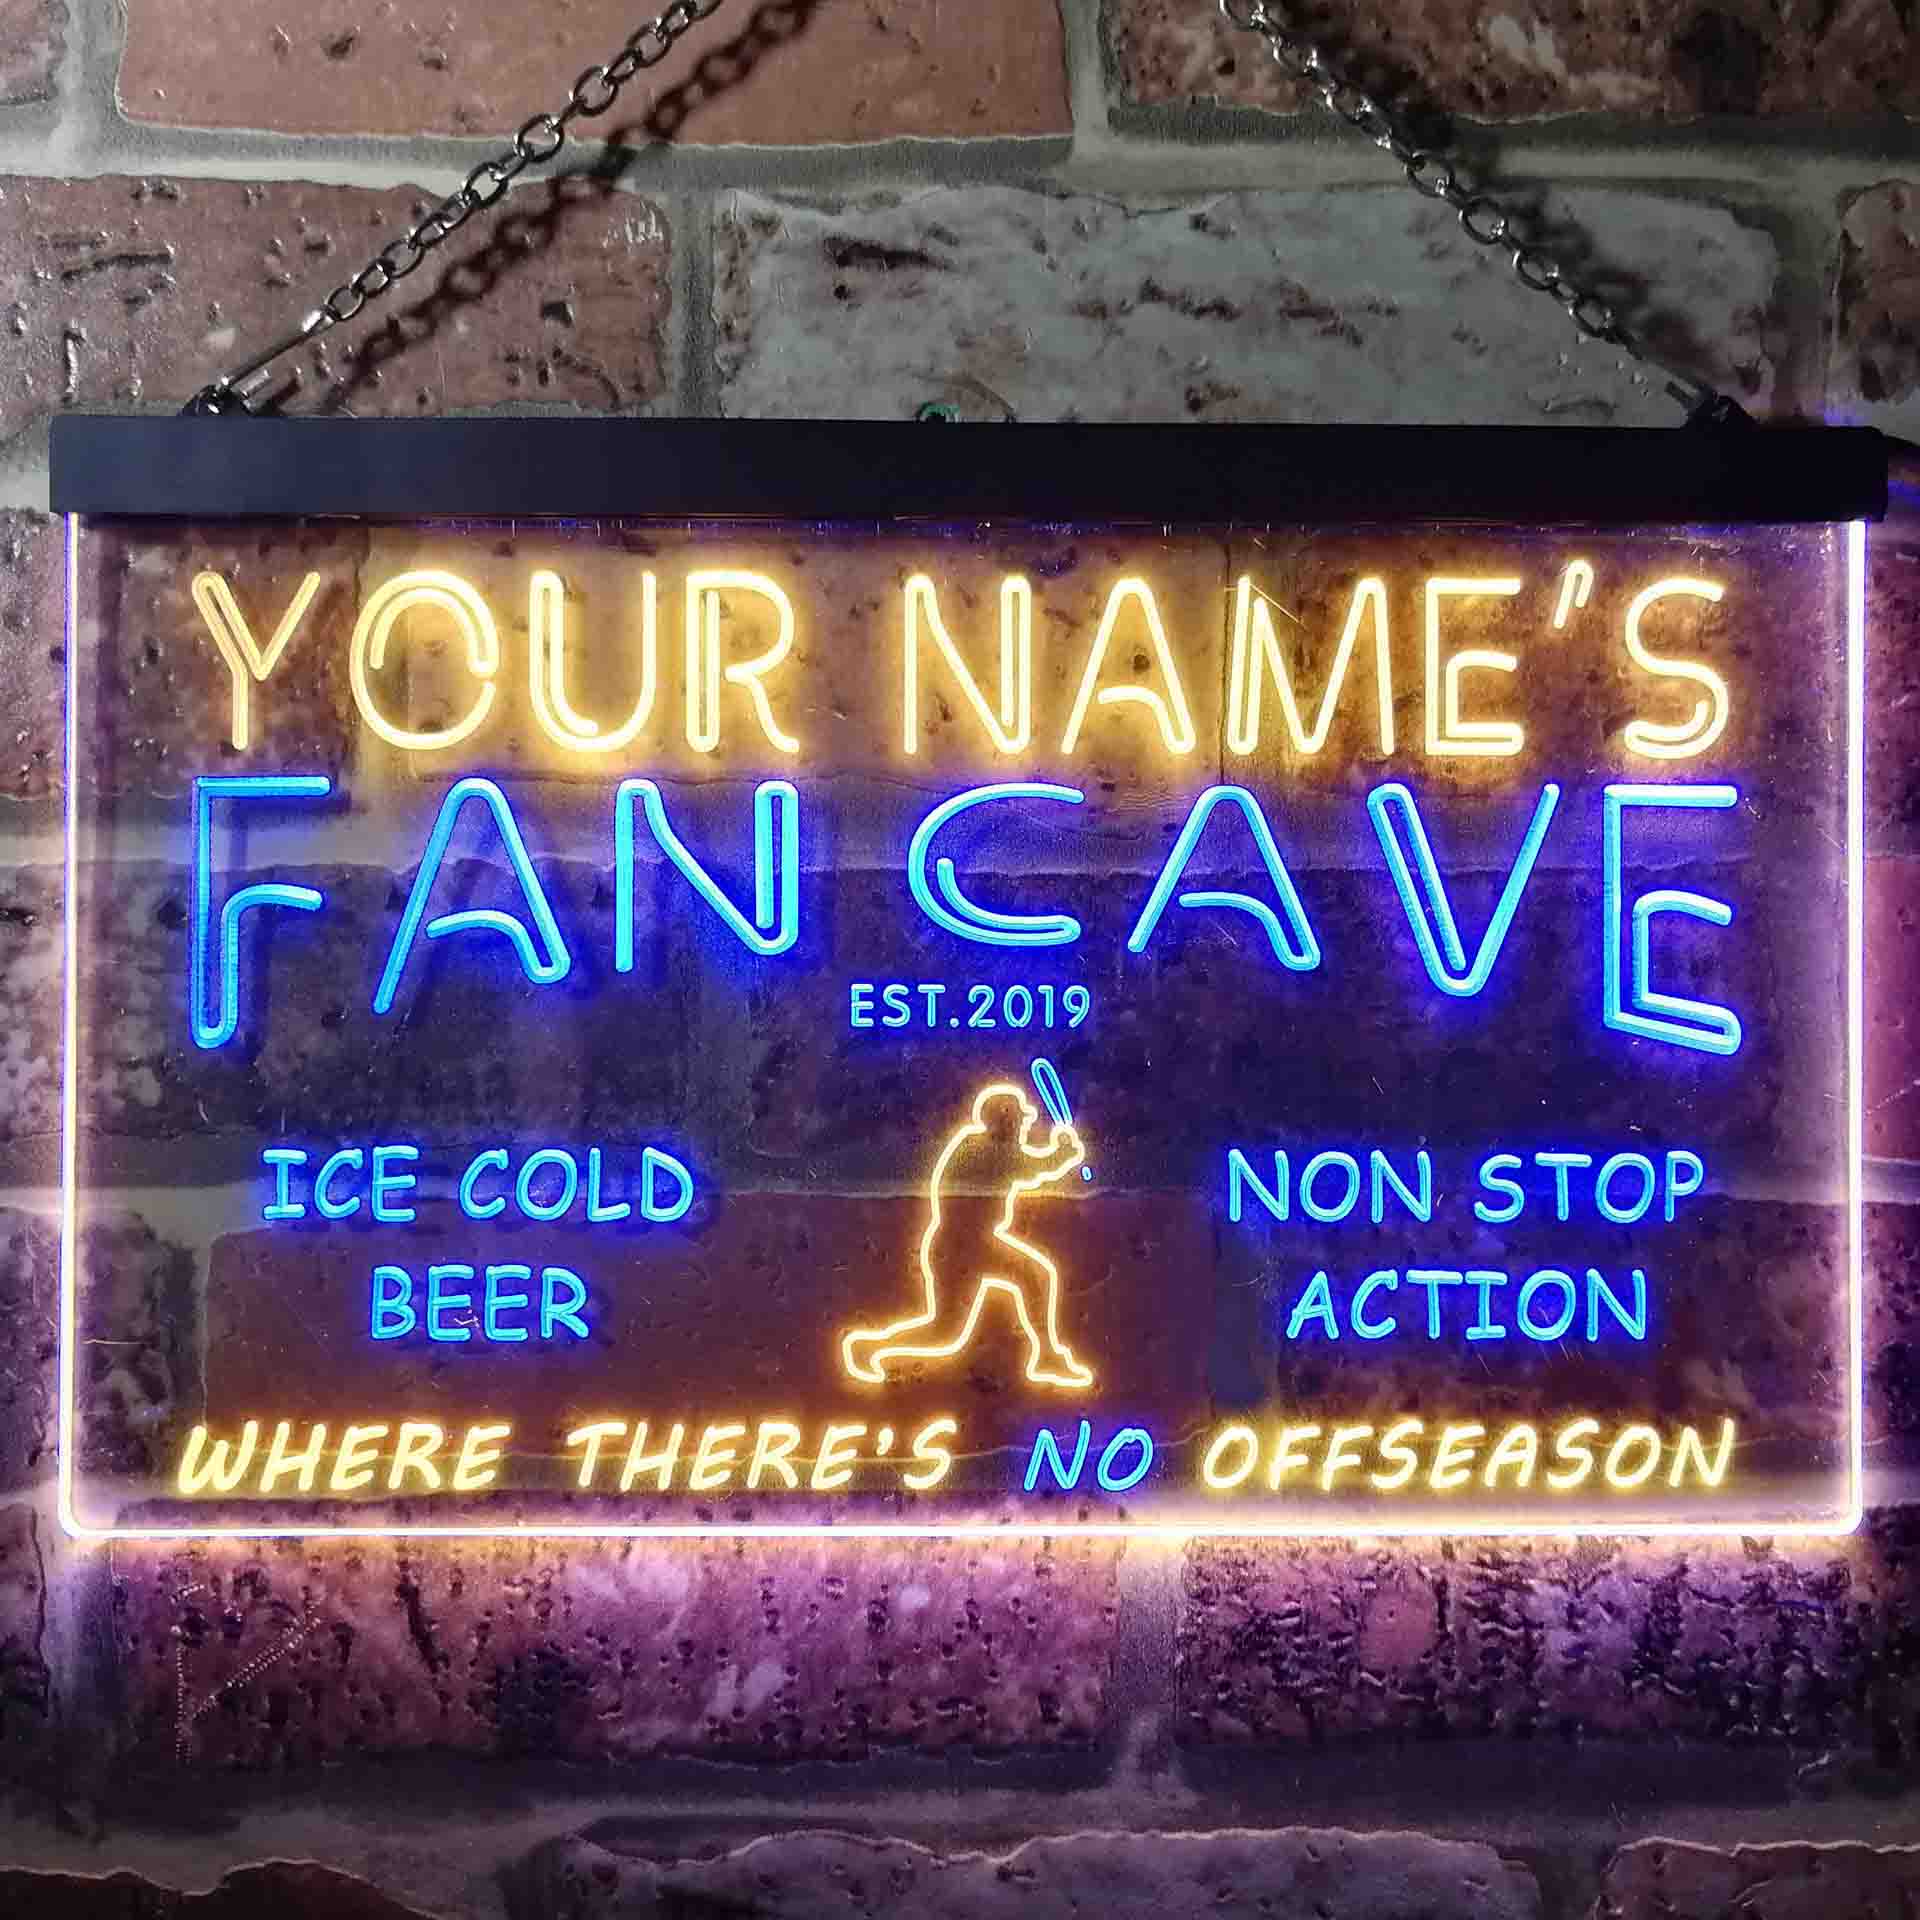 YOUR NAME'S
FAN CAVE
EST.2019
ICE COLD
BEER
NON STOP
ACTION
WHERE THERE'S NO OFFSEASON